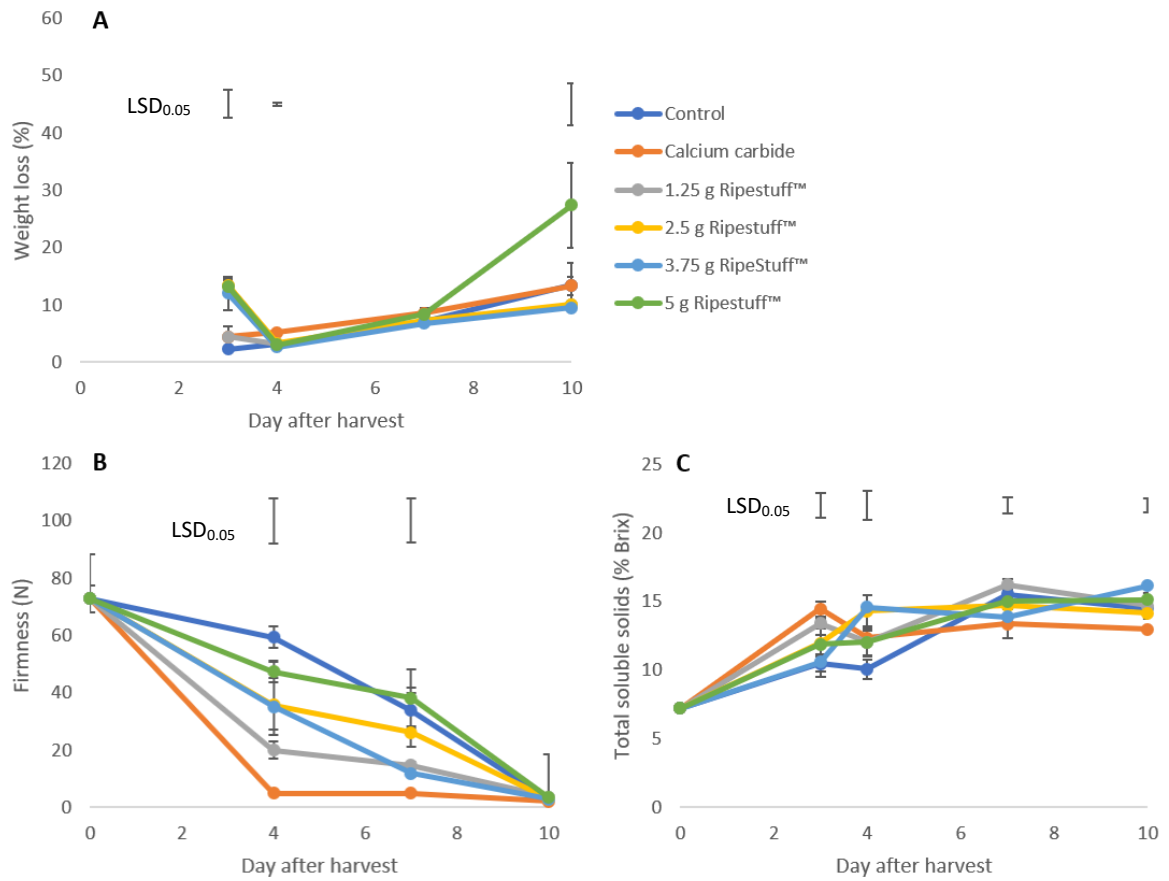 A
60
50
40
30
20
10
0
Weight loss (%)
LSD0.05
0 2 4 6 8 10
Day after harvest
Control
Calcium carbide
1.25 g Ripestuff™
2.5 g Ripestuff™
3.75 g RipeStuff™
5 g Ripestuff™
B
120
100
80
60
40
20
0
Firmness (N)
LSD0.05
0 2 4 6 8 10
Day after harvest
C
25
20
15
10
5
0
Total soluble solids (% Brix)
LSD0.05
0 2 4 6 8 10
Day after harvest